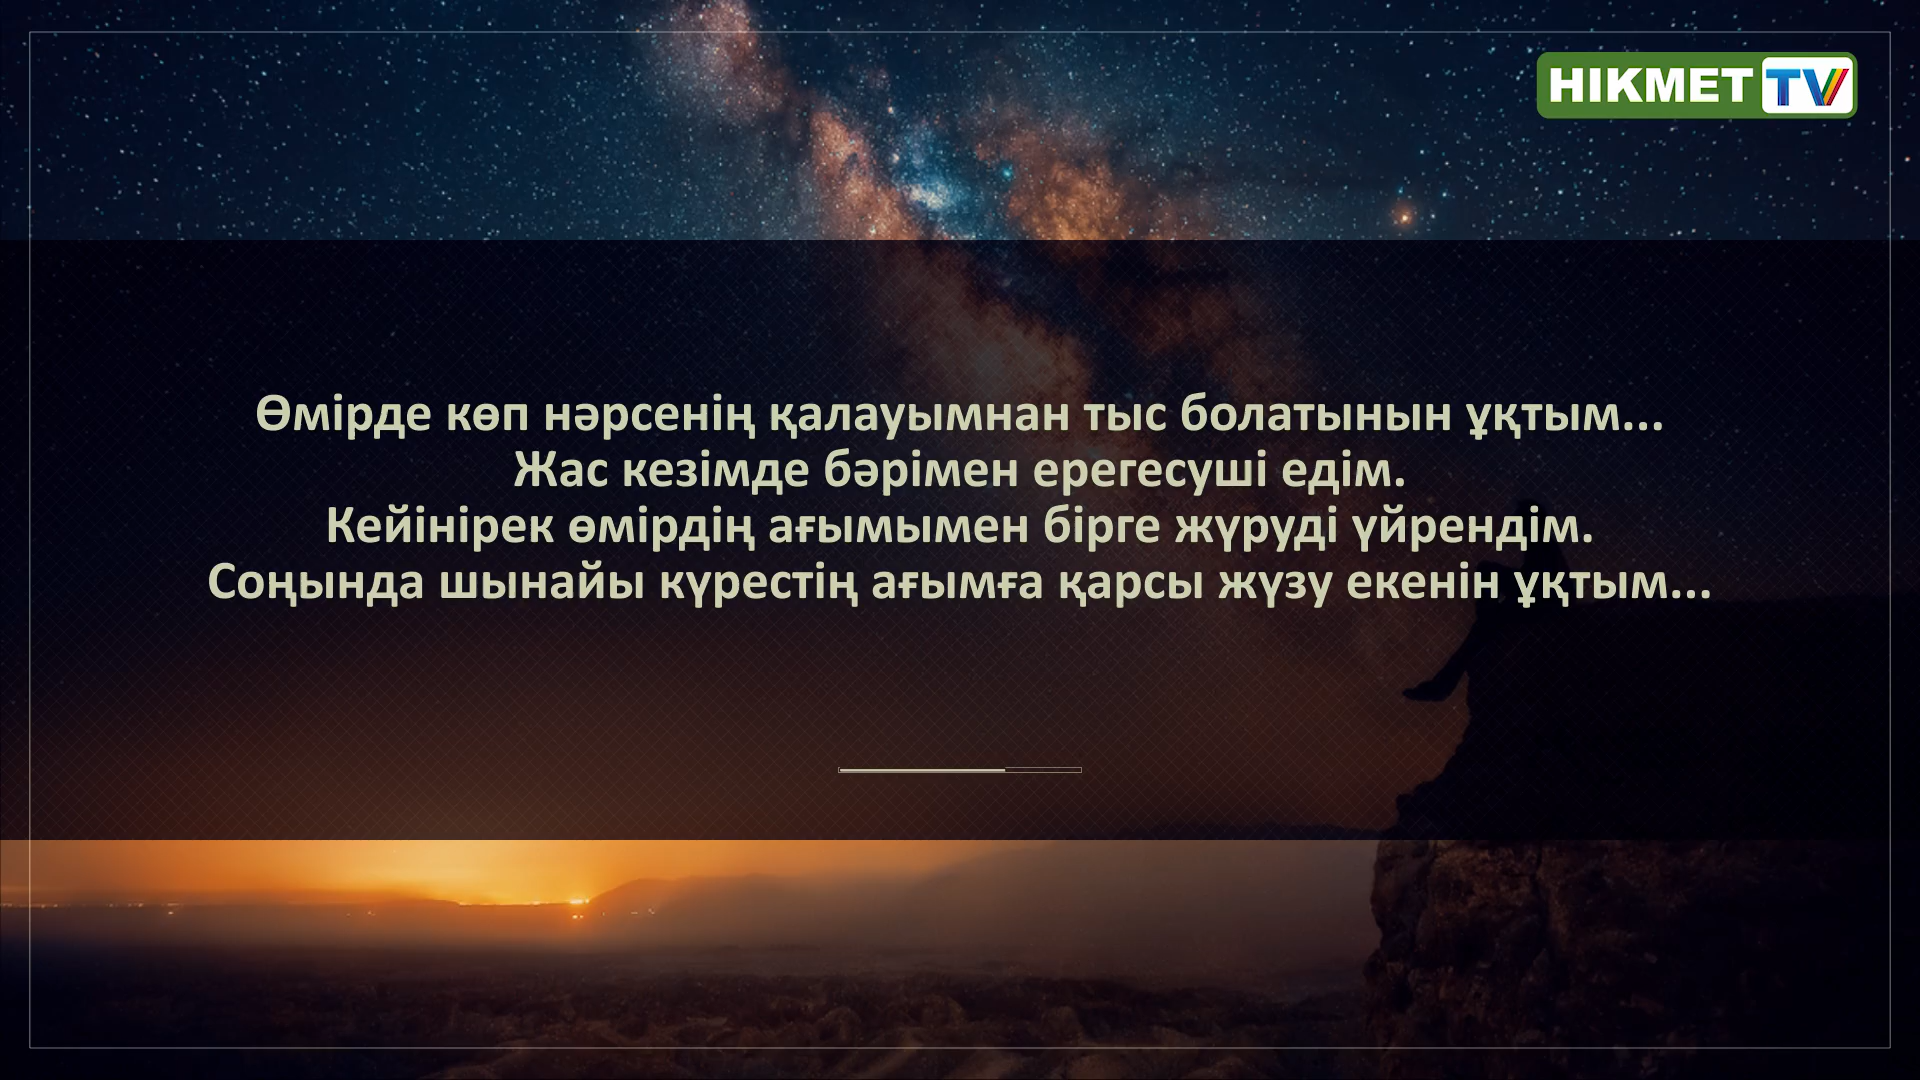 HIKMET TV
Өмірде көп нәрсенің қалауымнан тыс болатынын ұқтым...
Жас кезімде бәрімен ерегесуші едім.
Кейінірек өмірдің ағымымен бірге жүруді үйрендім.
Соңында шынайы күрестің ағымға қарсы жүзу екенін ұқтым...